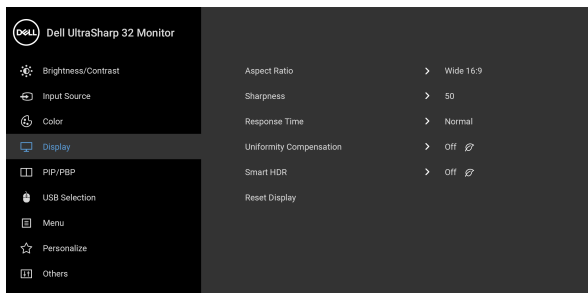 DELL Dell UltraSharp 32 Monitor
Brightness/Contrast
Input Source
Color
Display
PIP/PBP
USB Selection
Menu
Personalize
Others
Aspect Ratio > Wide 16:9
Sharpness > 50
Response Time > Normal
Uniformity Compensation > Off
Smart HDR > Off
Reset Display